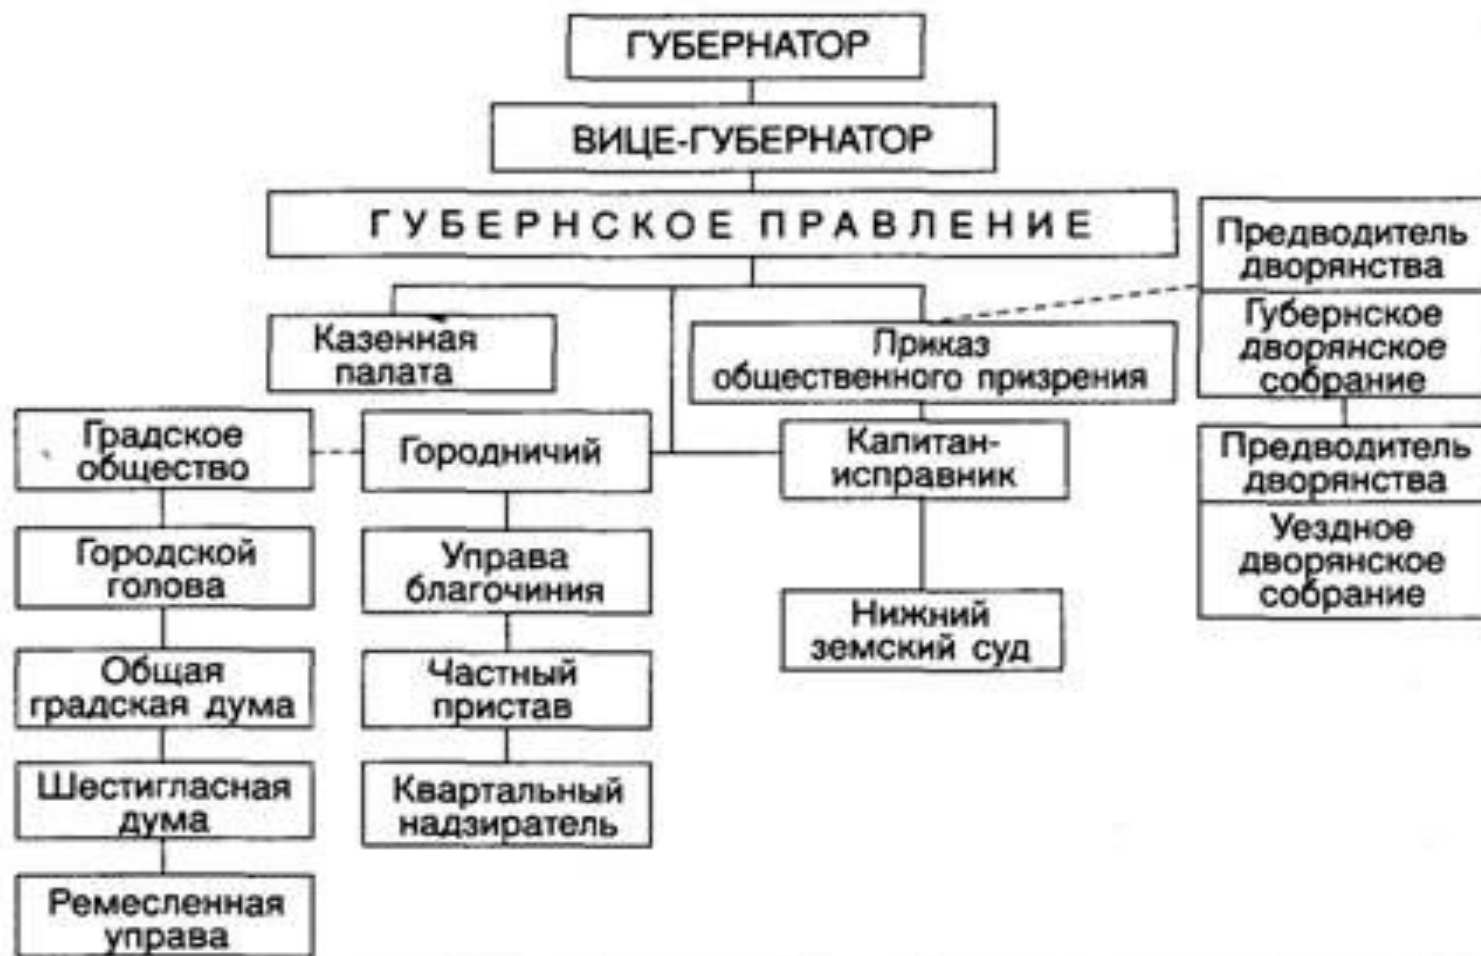 ГУБЕРНАТОР
ВИЦЕ-ГУБЕРНАТОР
ГУБЕРНСКОЕ ПРАВЛЕНИЕ
Предводитель
дворянства
Губернское
дворянское
собрание
Казенная
палата
Приказ
общественного призрения
Градское
общество
Городничий
Капитан-
исправник
Предводитель
дворянства
Уездное
дворянское
собрание
Городской
голова
Управа
благочиния
Нижний
земский суд
Общая
градская дума
Частный
пристав
Шестигласная
дума
Квартальный
надзиратель
Ремесленная
управа